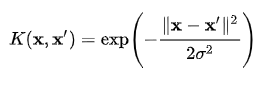 K(x, x′) = exp(−‖x − x′‖² / 2σ²)